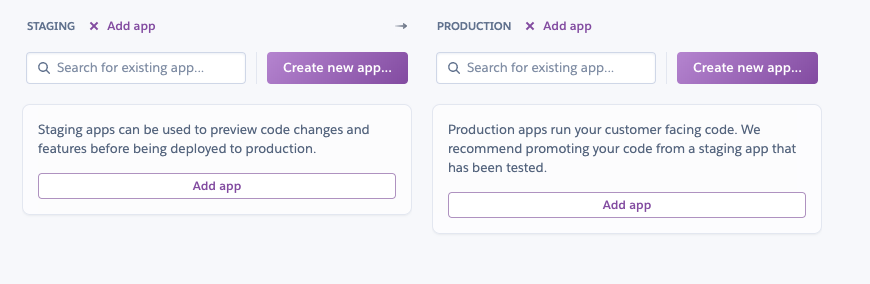 STAGING
Add app
Search for existing app...
Create new app...
Staging apps can be used to preview code changes and
features before being deployed to production.
Add app
PRODUCTION
Add app
Search for existing app...
Create new app...
Production apps run your customer facing code. We
recommend promoting your code from a staging app that
has been tested.
Add app